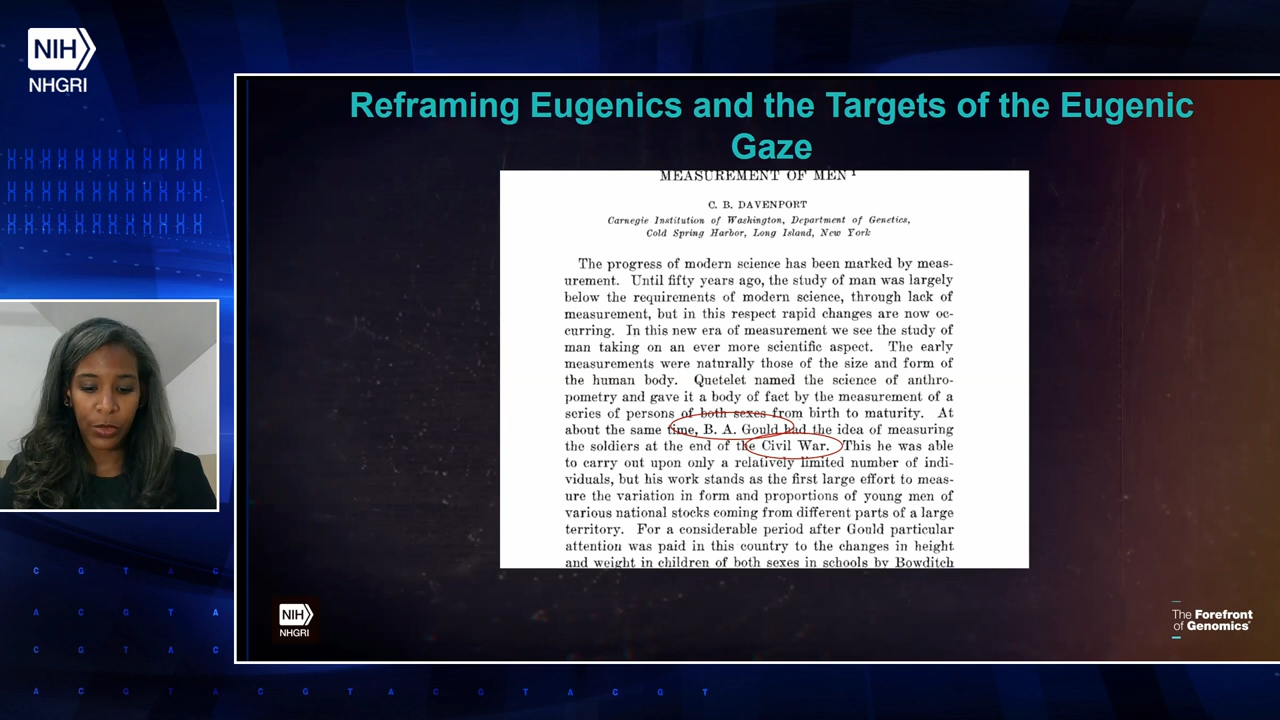 NIH
NHGRI
Reframing Eugenics and the Targets of the Eugenic
Gaze
MEASUREMENT OF MEN 1
C. B. DAVENPORT
Carnegie Institution of Washington, Department of Genetics,
Cold Spring Harbor, Long Island, New York
The progress of modern science has been marked by meas-
urement. Until fifty years ago, the study of man was largely
below the requirements of modern science, through lack of
measurement, but in this respect rapid changes are now oc-
curring. In this new era of measurement we see the study of
man taking on an ever more scientific aspect. The early
measurements were naturally those of the size and form of
the human body. Quetelet named the science of anthro-
pometry and gave it a body of fact by the measurement of a
series of persons of both sexes from birth to maturity. At
about the same time, B. A. Gould had the idea of measuring
the soldiers at the end of the Civil War. This he was able
to carry out upon only a relatively limited number of indi-
viduals, but his work stands as the first large effort to meas-
ure the variation in form and proportions of young men of
various national stocks coming from different parts of a large
territory. For a considerable period after Gould particular
attention was paid in this country to the changes in height
and weight in children of both sexes in schools by Bowditch
NIH
NHGRI
The Forefront
of Genomics®
C G T A C
A C G T A
C G T A C
A C G T A C G T A C G T A C G T